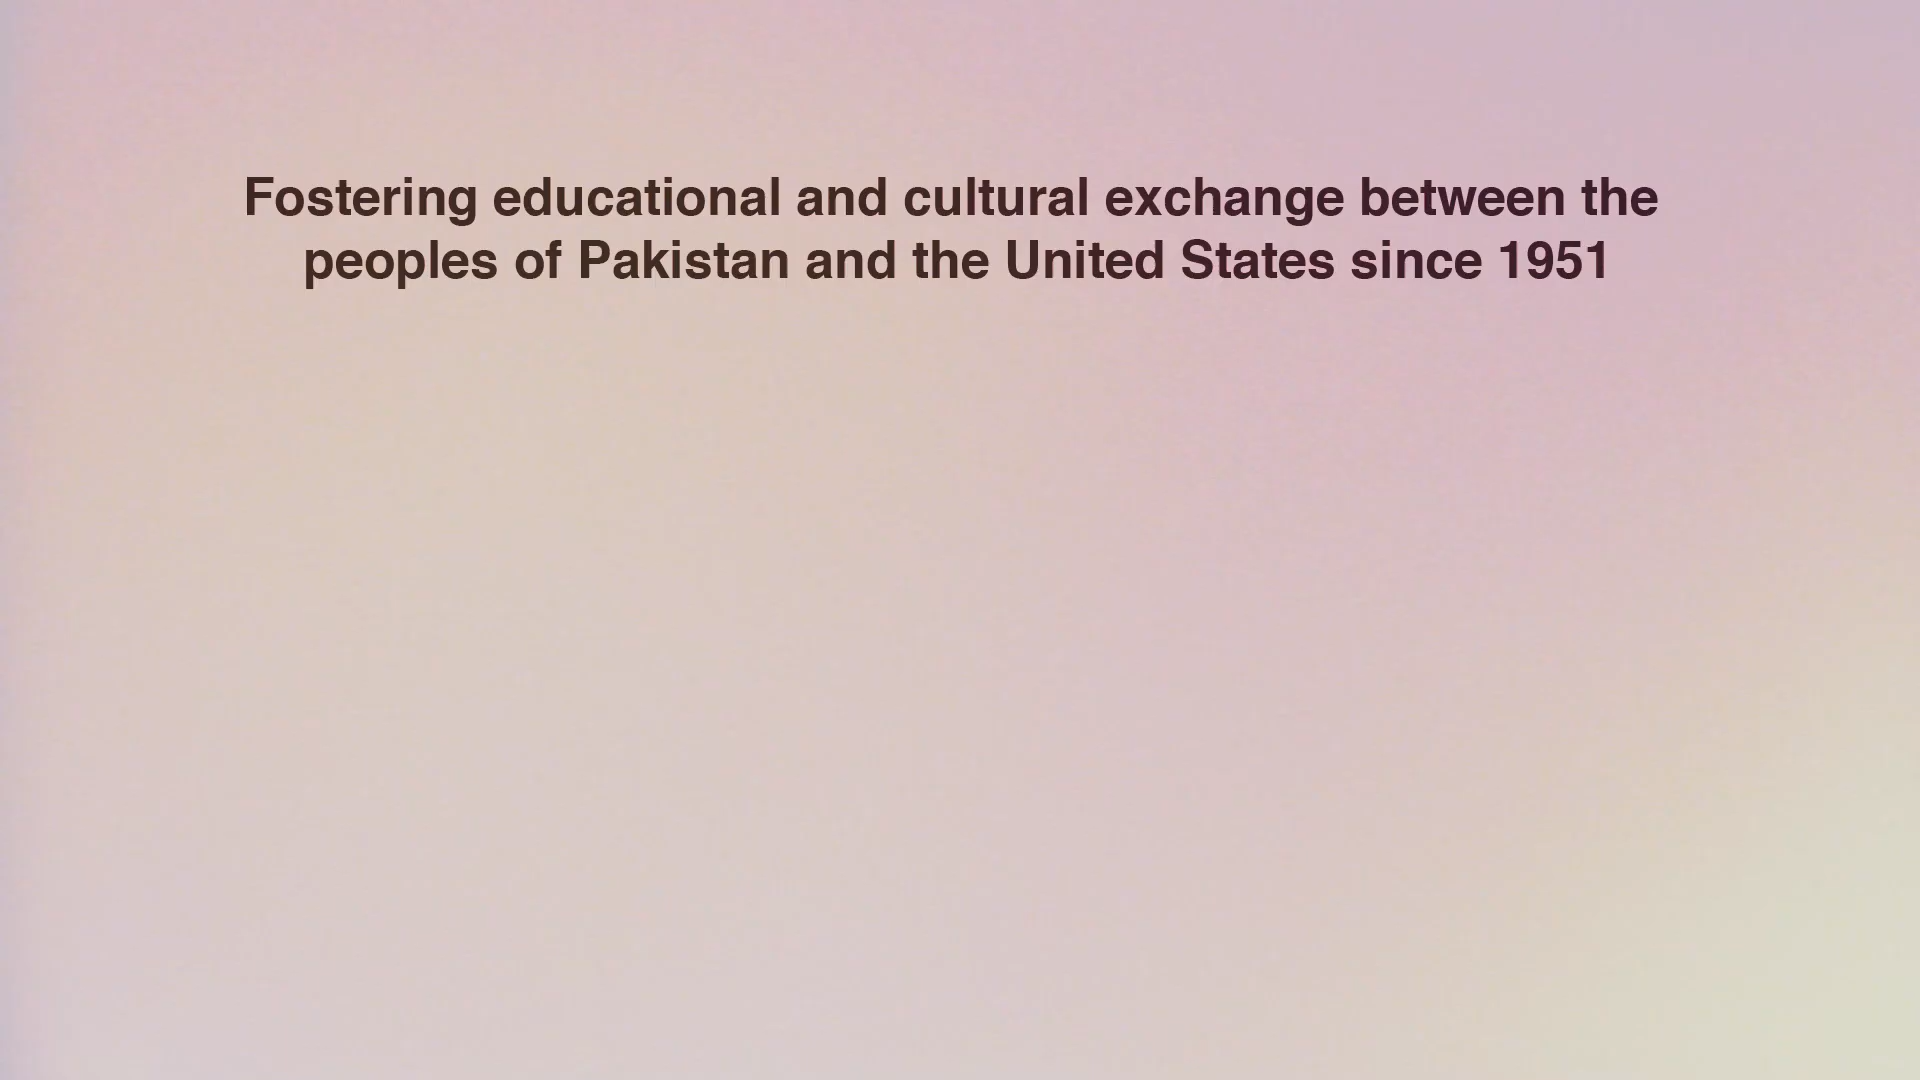 Fostering educational and cultural exchange between the
peoples of Pakistan and the United States since 1951